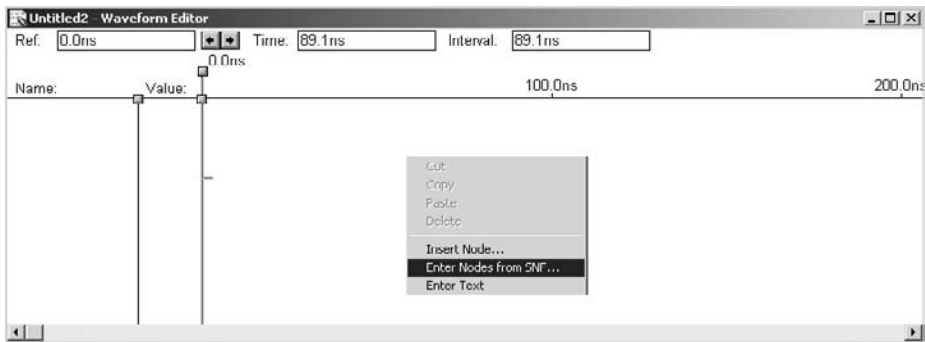 Untitled2 - Waveform Editor
Ref: 0.0ns Time: 89.1ns Interval: 89.1ns
0.0ns
Name: Value: 100.0ns 200.0ns
Cut
Copy
Paste
Delete
Insert Node...
Enter Nodes from SNF...
Enter Text